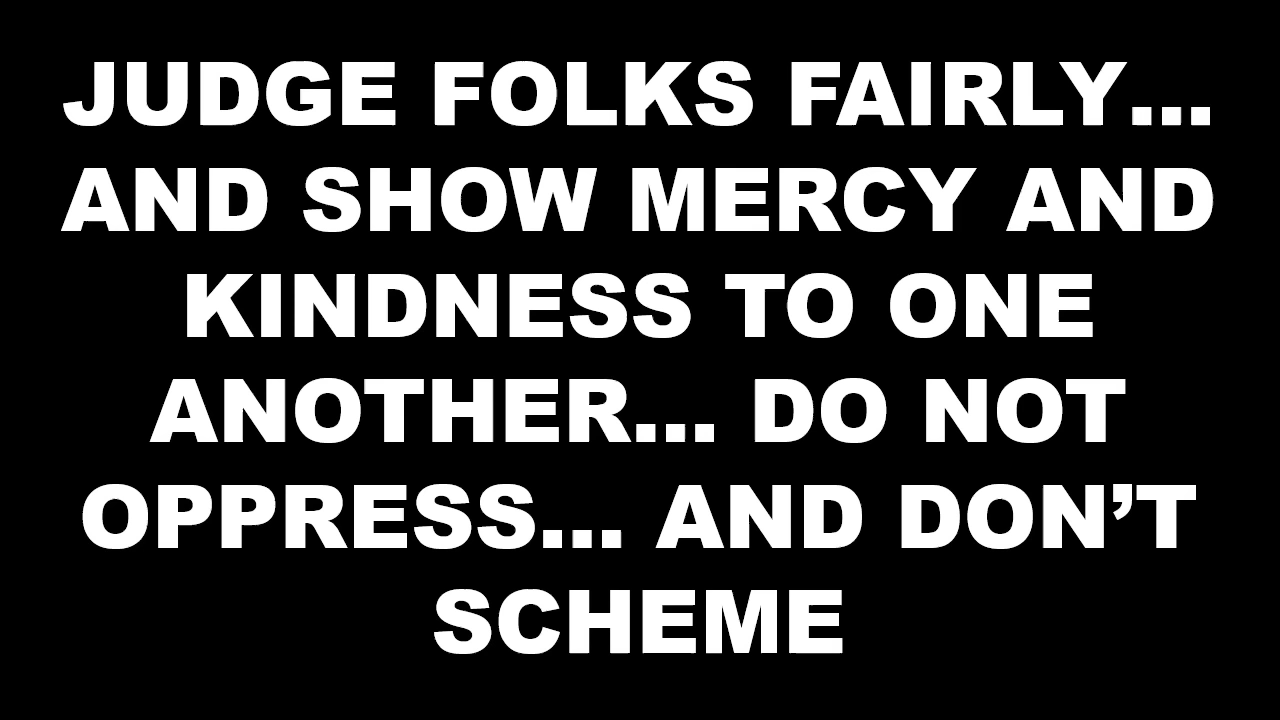 JUDGE FOLKS FAIRLY...
AND SHOW MERCY AND
KINDNESS TO ONE
ANOTHER... DO NOT
OPPRESS... AND DON’T
SCHEME